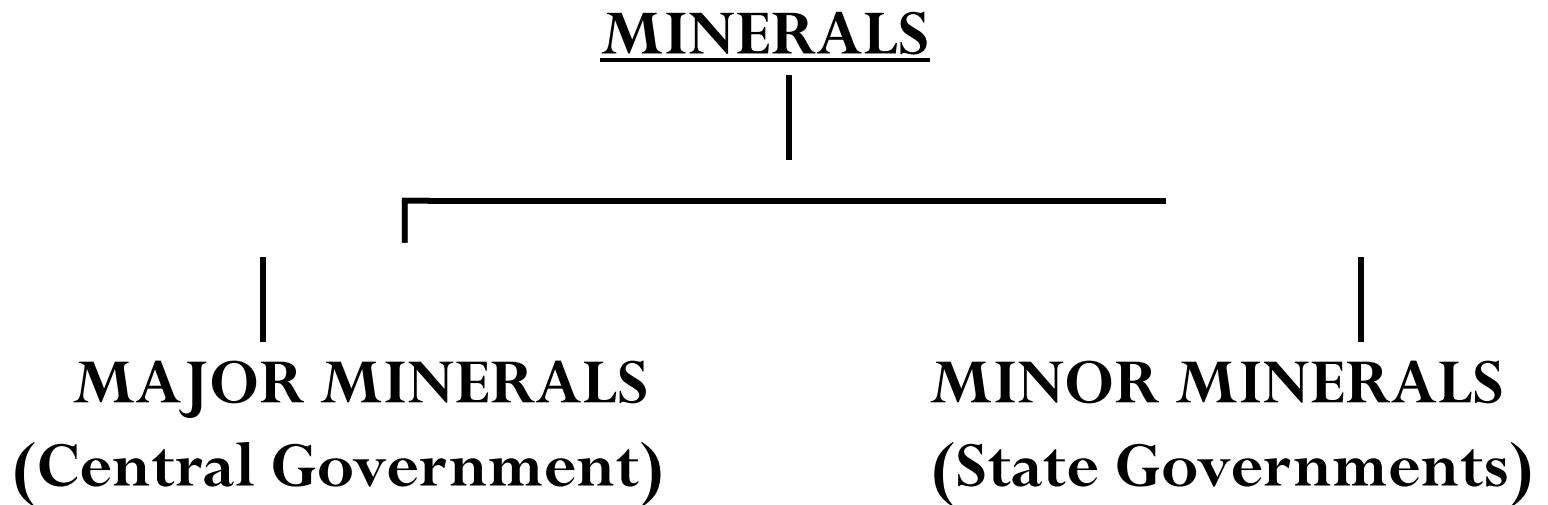 MINERALS
MAJOR MINERALS MINOR MINERALS
(Central Government) (State Governments)